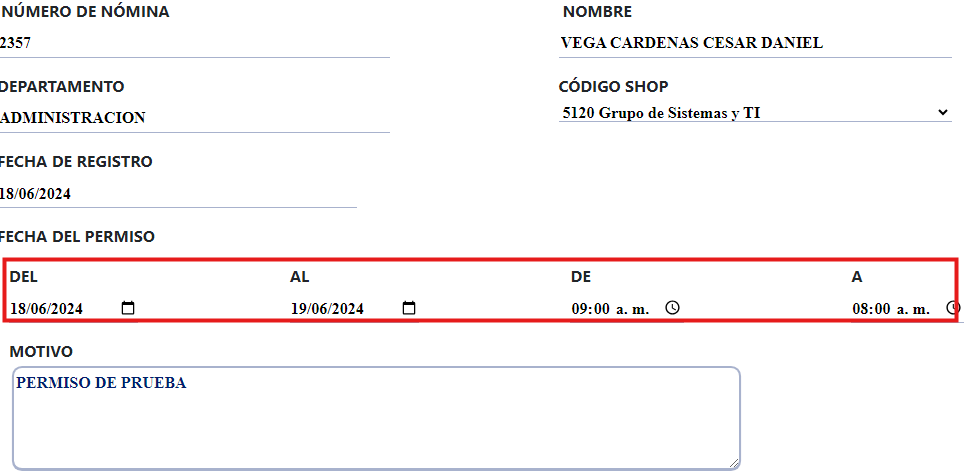 NÚMERO DE NÓMINA NOMBRE
2357 VEGA CARDENAS CESAR DANIEL
DEPARTAMENTO CÓDIGO SHOP
ADMINISTRACION 5120 Grupo de Sistemas y TI
FECHA DE REGISTRO
18/06/2024
FECHA DEL PERMISO
DEL AL DE A
18/06/2024 19/06/2024 09:00 a. m. 08:00 a. m.
MOTIVO
PERMISO DE PRUEBA